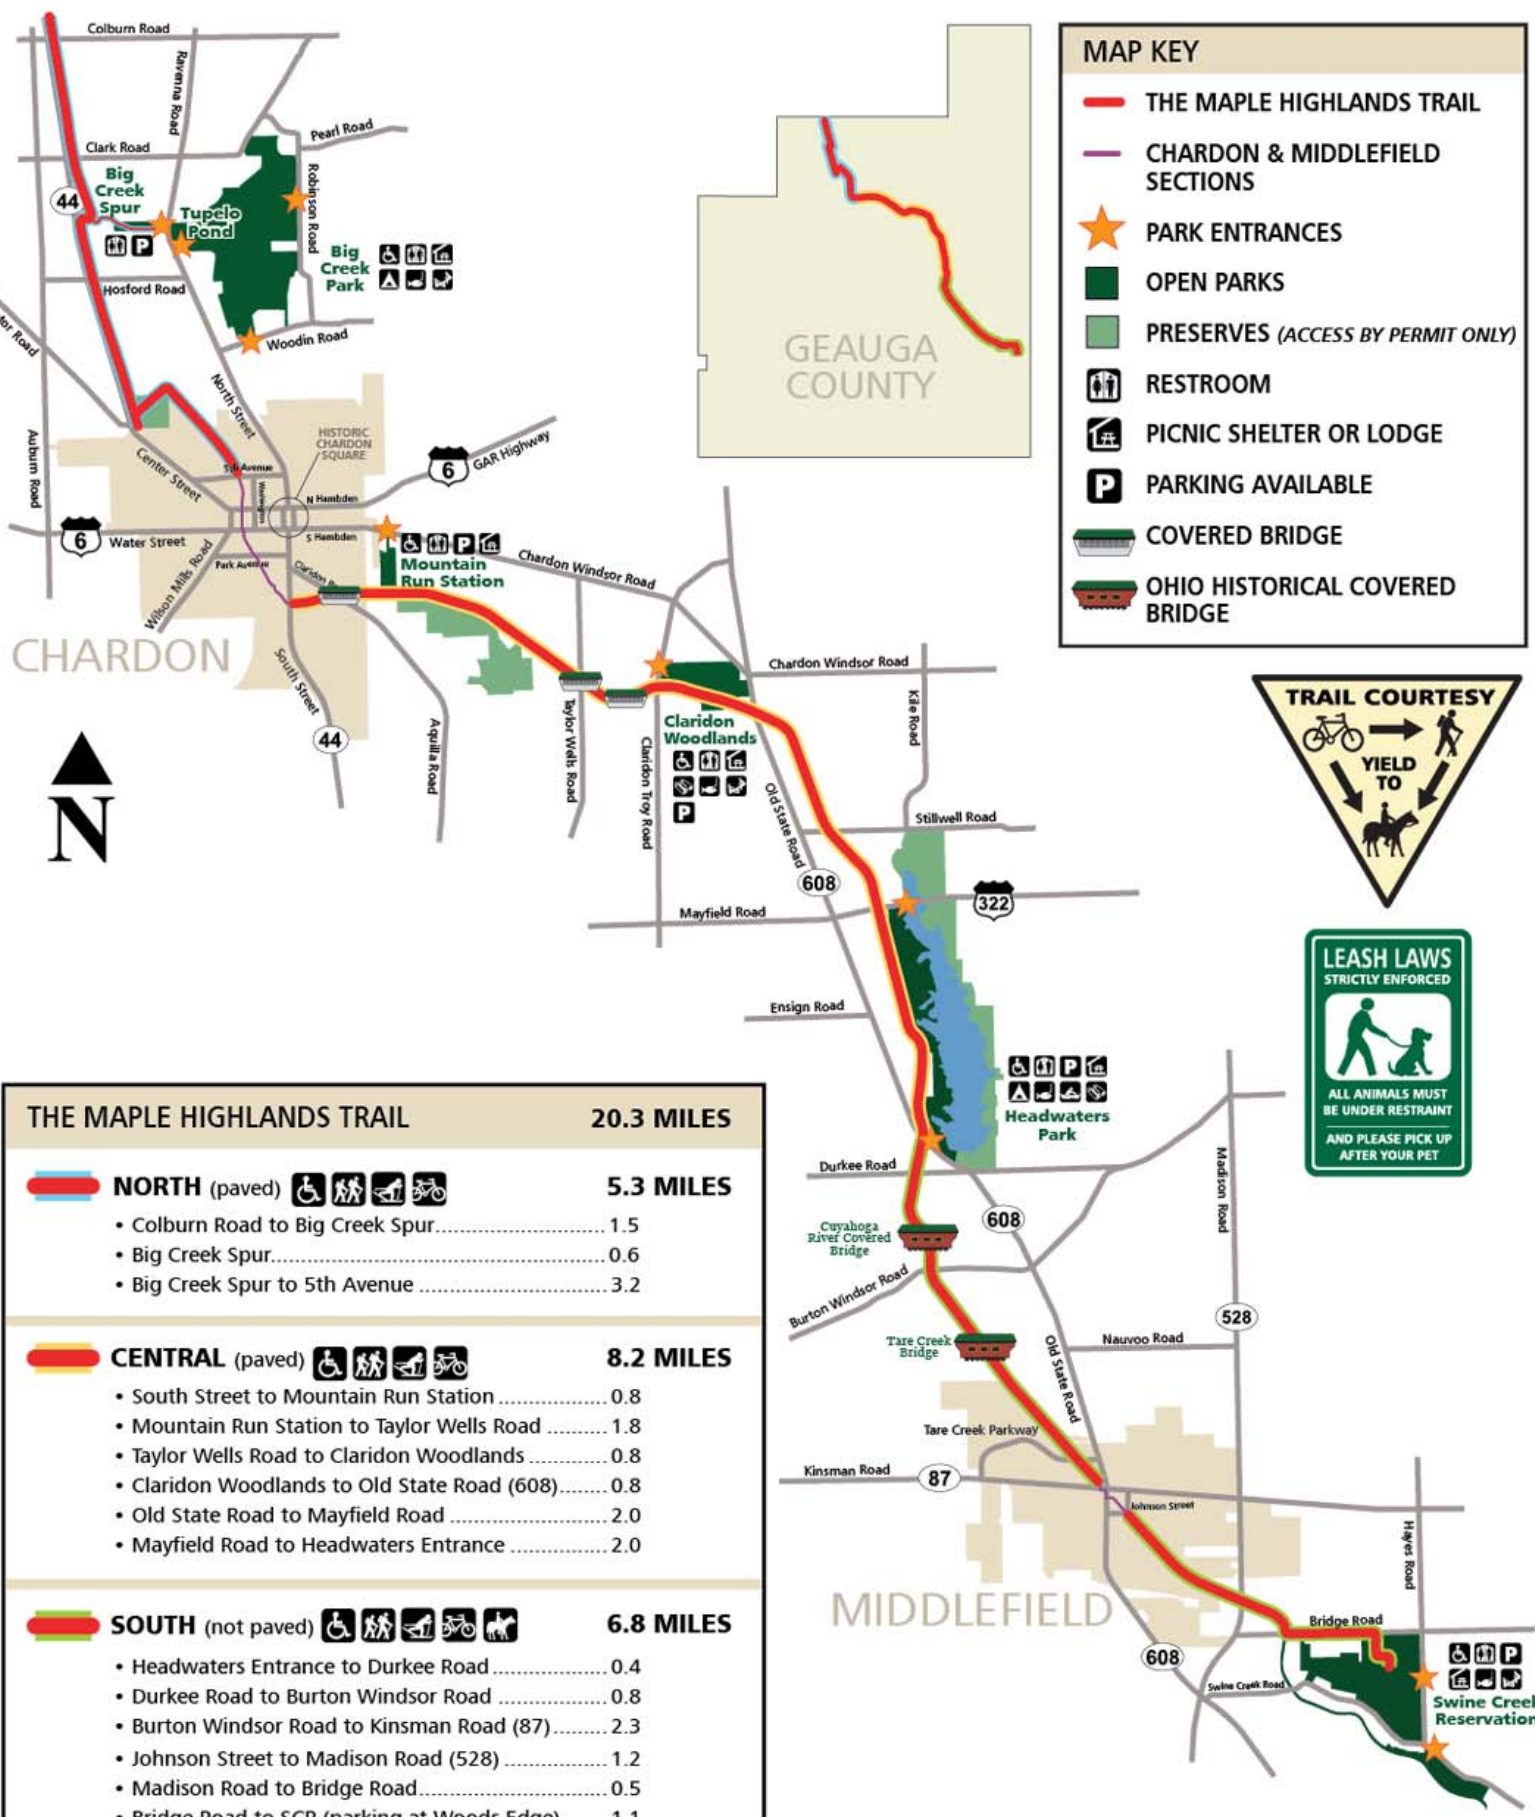 Colburn Road
Ravenna Road
Pearl Road
Clark Road
Big
Creek
Spur
44
Tupelo
Pond
Robinson Road
P
Big
Creek
Park
Hosford Road
Woodin Road
North Street
Auburn Road
HISTORIC
CHARDON
SQUARE
6
GAR Highway
Center Street
5th Avenue
N Hambden
6
Water Street
S Hambden
Wilson Mills Road
Park Avenue
P
Mountain
Run Station
Chardon Windsor Road
CHARDON
South Street
44
Aquilla Road
Taylor Wells Road
Claridon Troy Road
Claridon
Woodlands
P
Chardon Windsor Road
Kile Road
Old State Road
Stillwell Road
608
Mayfield Road
322
Ensign Road
P
Headwaters
Park
Durkee Road
Madison Road
Cuyahoga
River Covered
Bridge
608
Burton Windsor Road
528
Tare Creek
Bridge
Old State Road
Nauvoo Road
Tare Creek Parkway
Kinsman Road
87
Johnson Street
Hayes Road
MIDDLEFIELD
Bridge Road
608
Swine Creek Road
P
Swine Creek
Reservation
N
GEAUGA
COUNTY
MAP KEY
THE MAPLE HIGHLANDS TRAIL
CHARDON & MIDDLEFIELD
SECTIONS
PARK ENTRANCES
OPEN PARKS
PRESERVES (ACCESS BY PERMIT ONLY)
RESTROOM
PICNIC SHELTER OR LODGE
P PARKING AVAILABLE
COVERED BRIDGE
OHIO HISTORICAL COVERED
BRIDGE
TRAIL COURTESY
YIELD
TO
LEASH LAWS
STRICTLY ENFORCED
ALL ANIMALS MUST
BE UNDER RESTRAINT
AND PLEASE PICK UP
AFTER YOUR PET
THE MAPLE HIGHLANDS TRAIL 20.3 MILES
NORTH (paved) 5.3 MILES
• Colburn Road to Big Creek Spur 1.5
• Big Creek Spur 0.6
• Big Creek Spur to 5th Avenue 3.2
CENTRAL (paved) 8.2 MILES
• South Street to Mountain Run Station 0.8
• Mountain Run Station to Taylor Wells Road 1.8
• Taylor Wells Road to Claridon Woodlands 0.8
• Claridon Woodlands to Old State Road (608) 0.8
• Old State Road to Mayfield Road 2.0
• Mayfield Road to Headwaters Entrance 2.0
SOUTH (not paved) 6.8 MILES
• Headwaters Entrance to Durkee Road 0.4
• Durkee Road to Burton Windsor Road 0.8
• Burton Windsor Road to Kinsman Road (87) 2.3
• Johnson Street to Madison Road (528) 1.2
• Madison Road to Bridge Road 0.5
• Bridge Road to SCR (parking at Woods Edge) 1.1